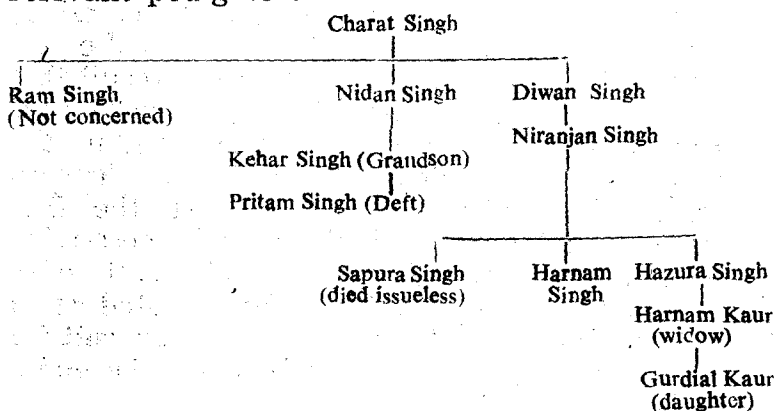 Charat Singh
Ram Singh Nidan Singh Diwan Singh
(Not concerned) Niranjan Singh
Kehar Singh (Grandson)
Pritam Singh (Deft)
Sapura Singh Harnam Hazura Singh
(died issueless) Singh
Harnam Kaur
(widow)
Gurdial Kaur
(daughter)